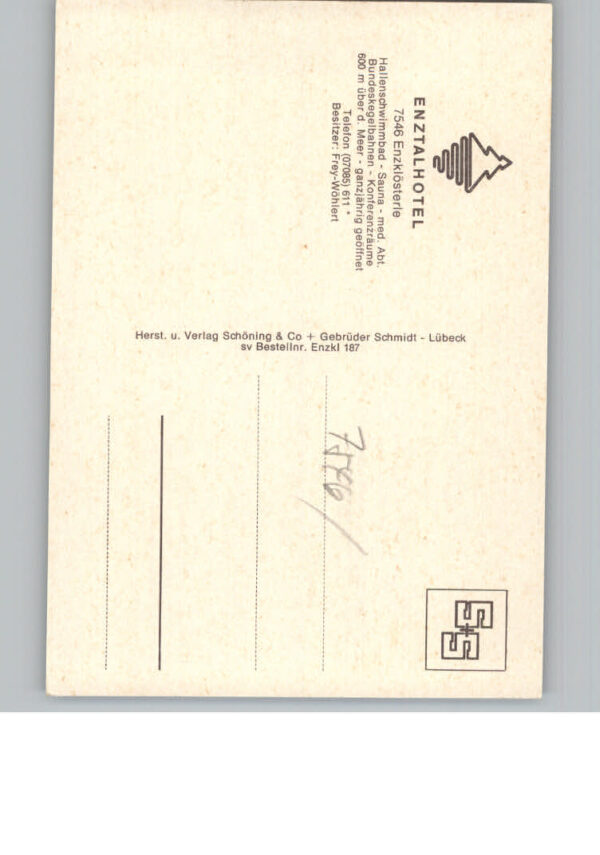 ENZTALHOTEL
7546 Enzklösterle
Hallenschwimmbad - Sauna - med. Abt.
Bundeskegelbahnen - Konferenzräume
600 m über d. Meer - ganzjährig geöffnet
Telefon (07085) 611 *
Besitzer: Frey-Wöhlert
Herst. u. Verlag Schöning & Co + Gebrüder Schmidt - Lübeck
sv Bestellnr. Enzkl 187
7546/
S+S